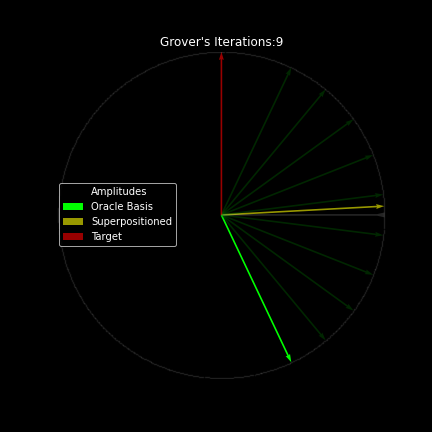 Grover's Iterations:9
Amplitudes
Oracle Basis
Superpositioned
Target